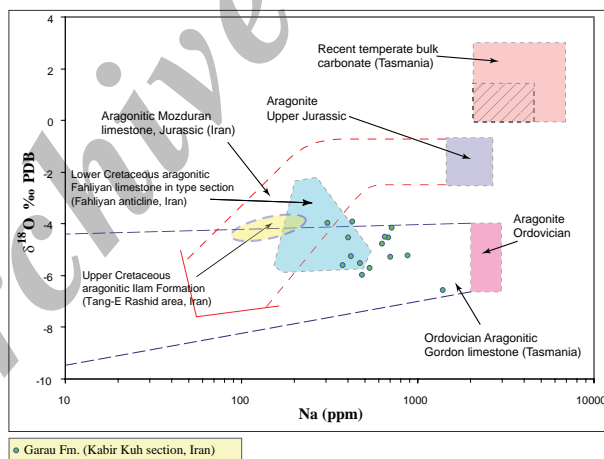 4
2
0
-2
-4
-6
-8
-10
δ18O ‰ PDB
Recent temperate bulk
carbonate (Tasmania)
Aragonitic Mozduran
limestone, Jurassic (Iran)
Aragonite
Upper Jurassic
Lower Cretaceous aragonitic
Fahliyan limestone in type section
(Fahliyan anticline, Iran)
Aragonite
Ordovician
Upper Cretaceous
aragonitic Ilam Formation
(Tang-E Rashid area, Iran)
Ordovician Aragonitic
Gordon limestone (Tasmania)
10
100
1000
10000
Na (ppm)
Garau Fm. (Kabir Kuh section, Iran)
rchive